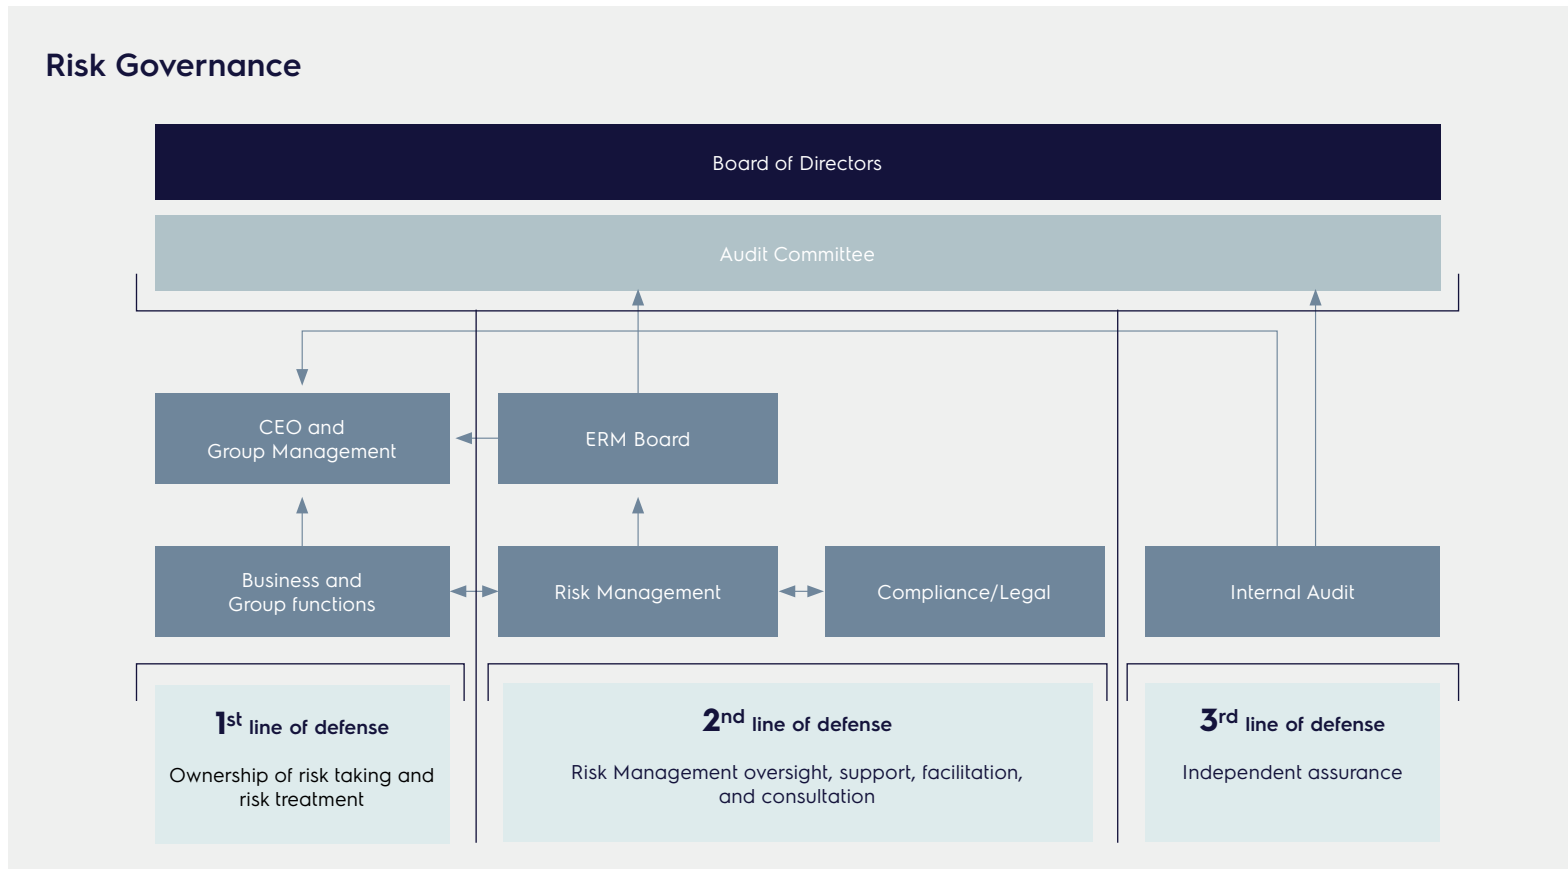 Risk Governance
Board of Directors
Audit Committee
CEO and
Group Management
ERM Board
Business and
Group functions
Risk Management
Compliance/Legal
Internal Audit
1st line of defense
Ownership of risk taking and
risk treatment
2nd line of defense
Risk Management oversight, support, facilitation,
and consultation
3rd line of defense
Independent assurance